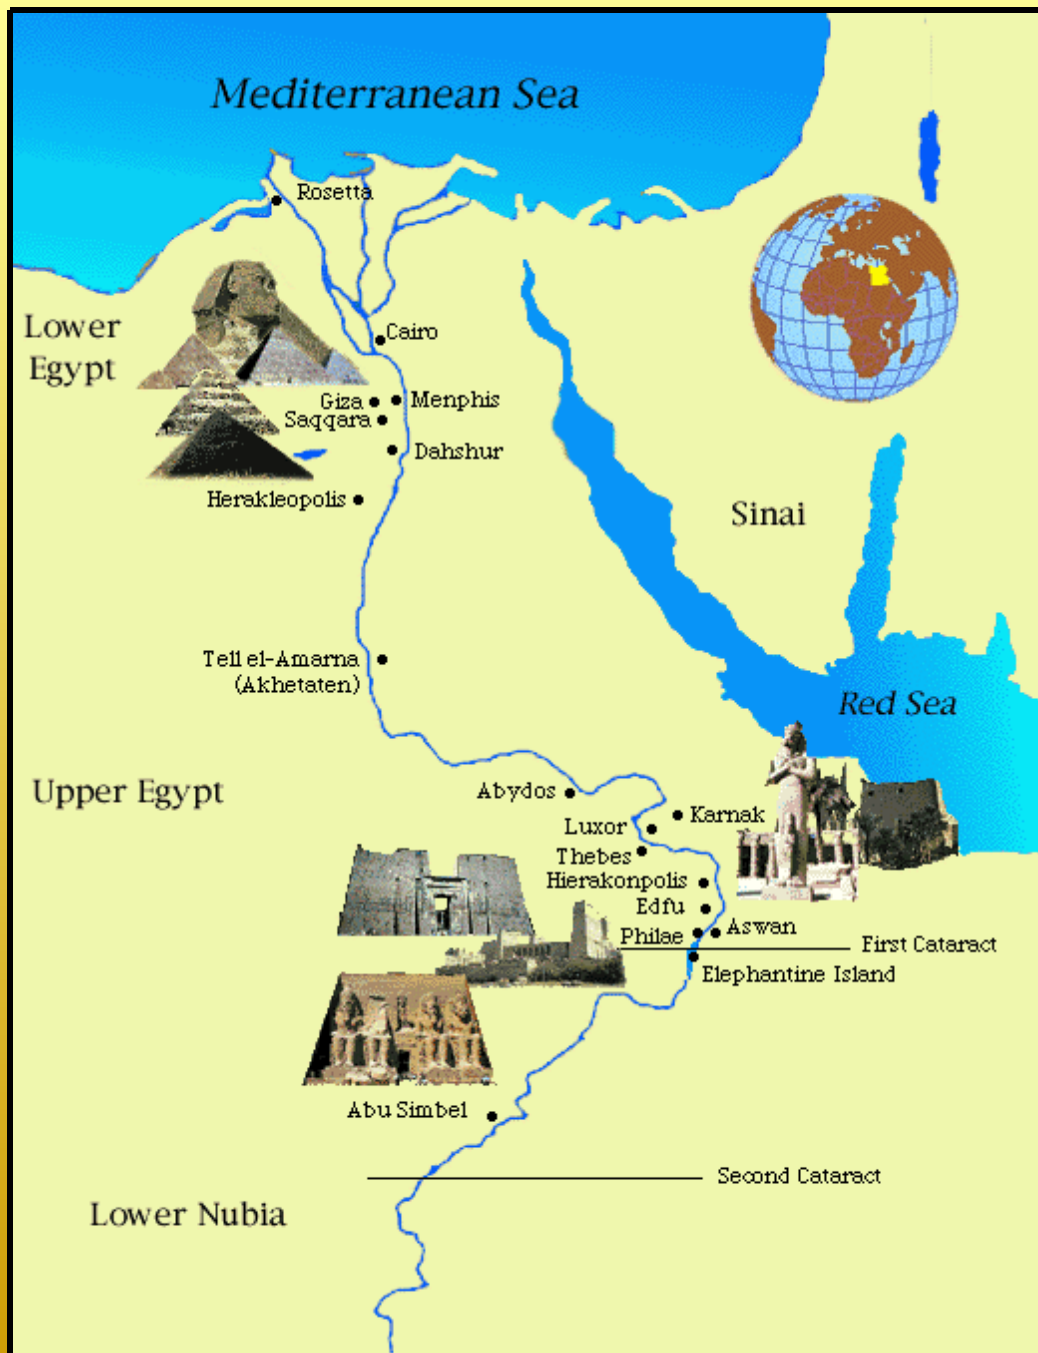 Mediterranean Sea
Rosetta
Lower
Egypt
Cairo
Giza
Menphis
Saqqara
Dahshur
Herakleopolis
Sinai
Tell el-Amarna
(Akhetaten)
Red Sea
Upper Egypt
Abydos
Karnak
Luxor
Thebes
Hierakonpolis
Edfu
Philae
Aswan
First Cataract
Elephantine Island
Abu Simbel
Second Cataract
Lower Nubia